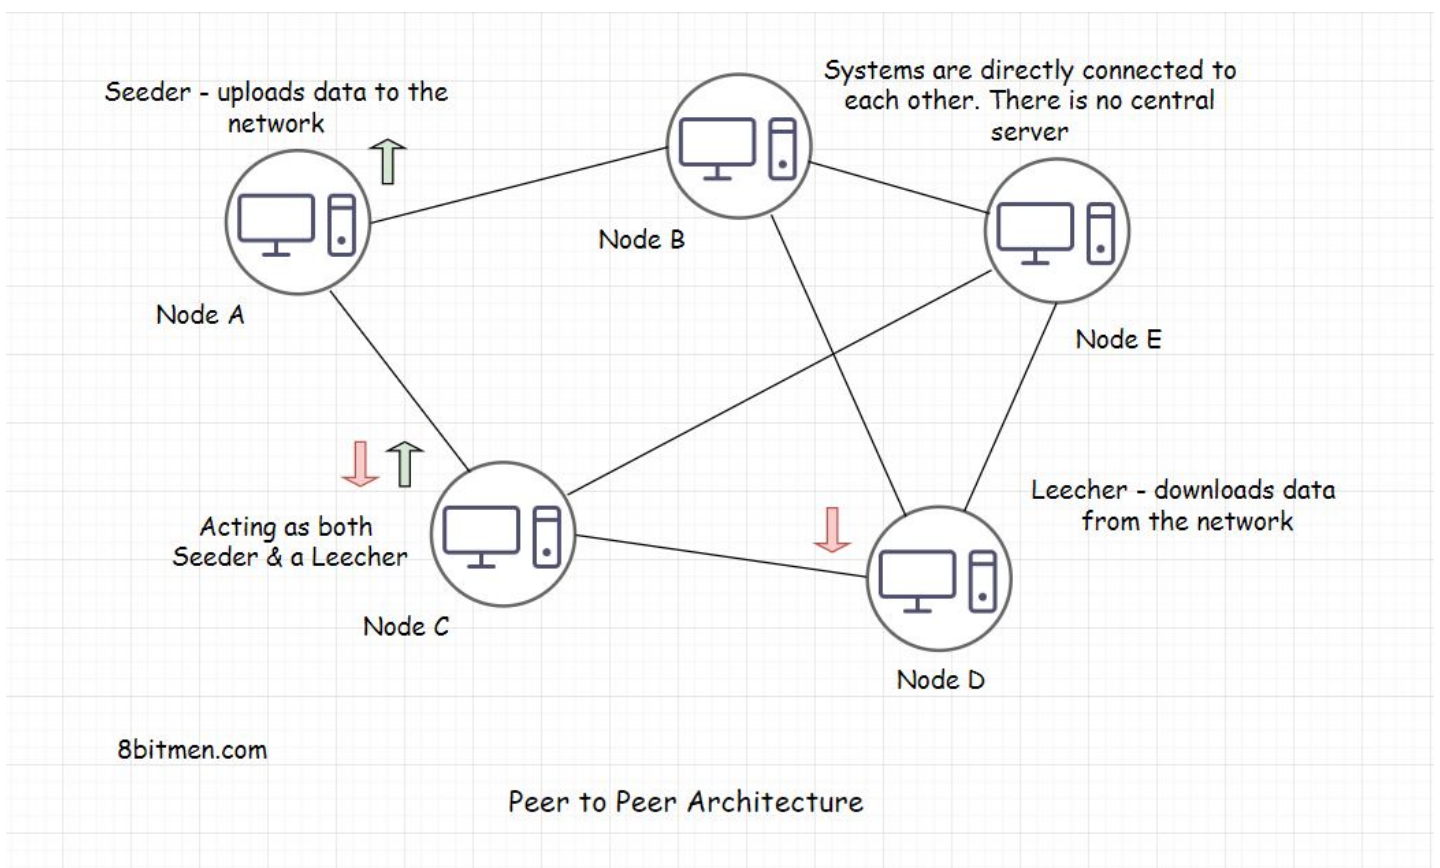 Seeder - uploads data to the
network
Systems are directly connected to
each other. There is no central
server
Node B
Node A
Node E
Leecher - downloads data
from the network
Acting as both
Seeder & a Leecher
Node C
Node D
8bitmen.com
Peer to Peer Architecture